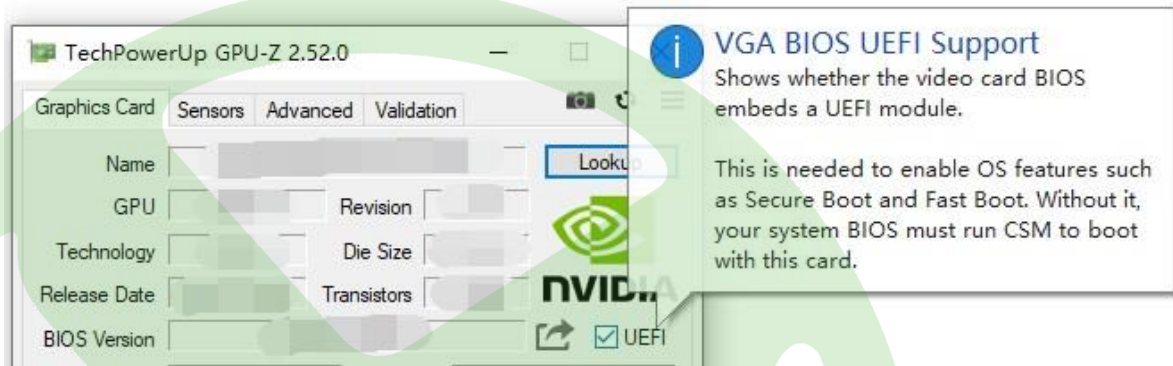 TechPowerUp GPU-Z 2.52.0
VGA BIOS UEFI Support
Shows whether the video card BIOS
embeds a UEFI module.
This is needed to enable OS features such
as Secure Boot and Fast Boot. Without it,
your system BIOS must run CSM to boot
with this card.
Graphics Card Sensors Advanced Validation
Name Lookup
GPU Revision
Technology Die Size
Release Date Transistors
NVIDIA
BIOS Version UEFI